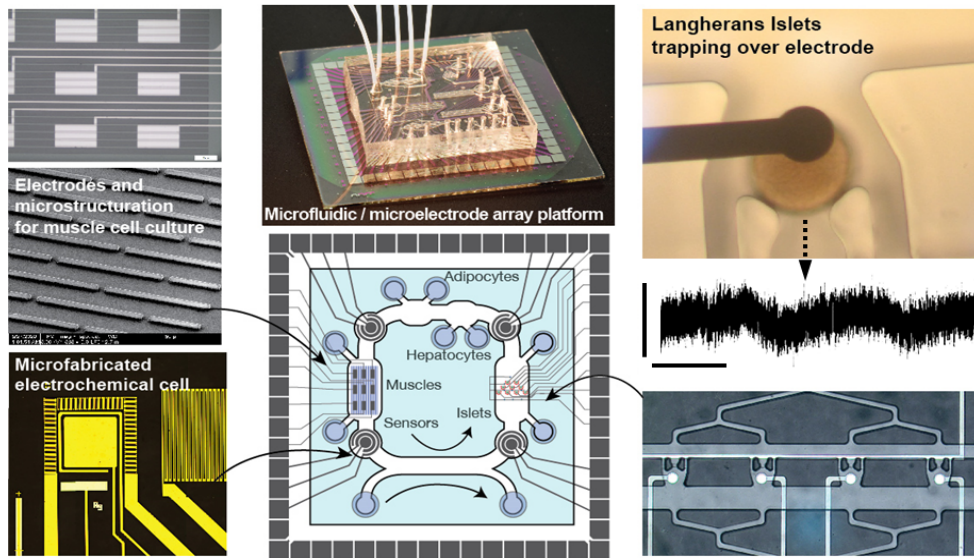 Langherans Islets
trapping over electrode
Electrodes and
microstructuration
for muscle cell culture
Microfluidic / microelectrode array platform
Adipocytes
Hepatocytes
Microfabricated
electrochemical cell
Muscles
Sensors
Islets
Ag